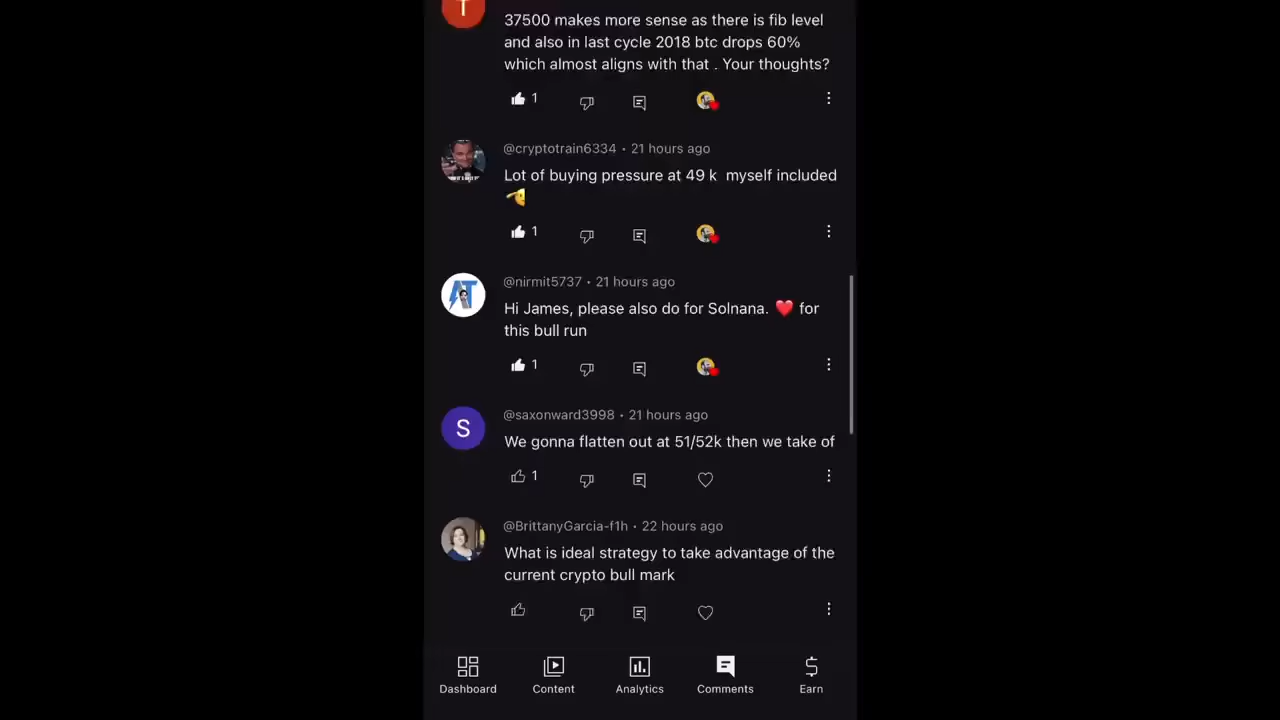 T
37500 makes more sense as there is fib level
and also in last cycle 2018 btc drops 60%
which almost aligns with that . Your thoughts?
1
@cryptotrain6334 • 21 hours ago
Lot of buying pressure at 49 k  myself included
🫡
1
@nirmit5737 • 21 hours ago
AT
Hi James, please also do for Solnana. ❤️ for
this bull run
1
@saxonward3998 • 21 hours ago
S
We gonna flatten out at 51/52k then we take of
1
@BrittanyGarcia-f1h • 22 hours ago
What is ideal strategy to take advantage of the
current crypto bull mark
Dashboard
Content
Analytics
Comments
Earn